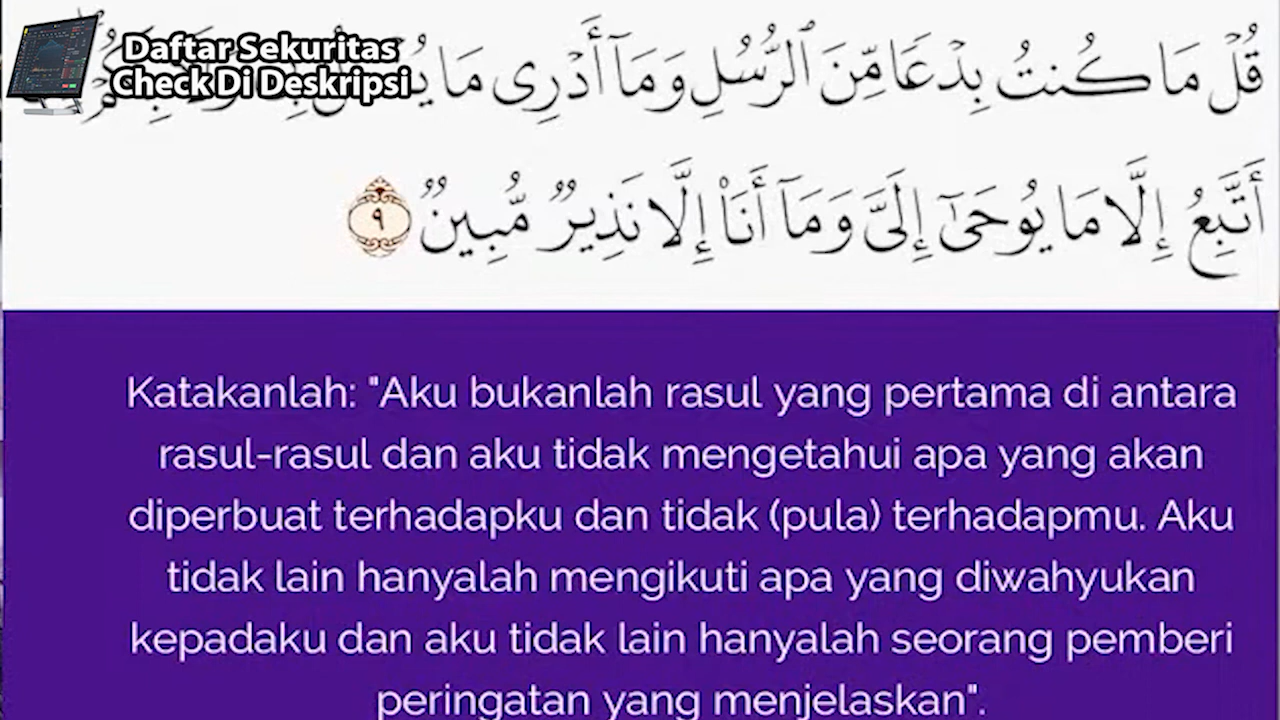 Daftar Sekuritas
Check Di Deskripsi
قُلْ مَا كُنتُ بِدْعًا مِّنَ ٱلرُّسُلِ وَمَآ أَدْرِى مَا
أَتَّبِعُ إِلَّا مَا يُوحَىٰٓ إِلَىَّ وَمَآ أَنَا۠ إِلَّا نَذِيرٌ مُّبِينٌ ٩
Katakanlah: "Aku bukanlah rasul yang pertama di antara
rasul-rasul dan aku tidak mengetahui apa yang akan
diperbuat terhadapku dan tidak (pula) terhadapmu. Aku
tidak lain hanyalah mengikuti apa yang diwahyukan
kepadaku dan aku tidak lain hanyalah seorang pemberi
peringatan yang menjelaskan".